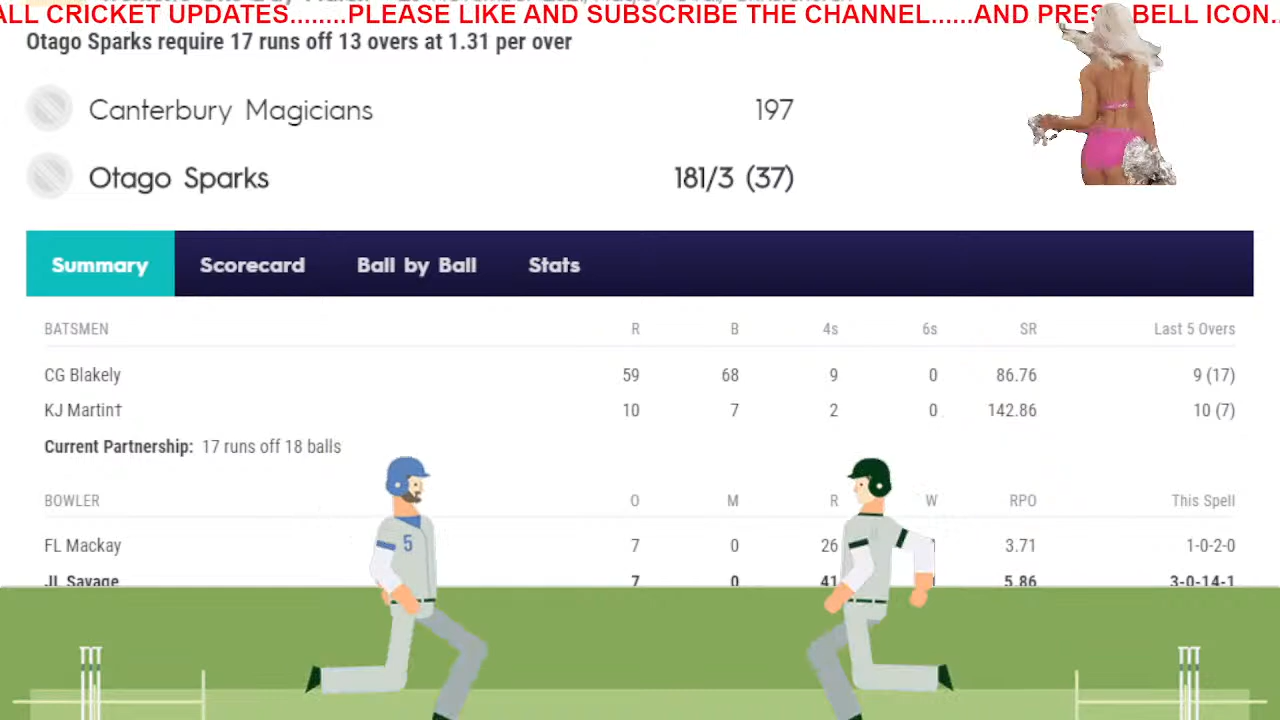 ALL CRICKET UPDATES........PLEASE LIKE AND SUBSCRIBE THE CHANNEL......AND PRESS BELL ICON..
Otago Sparks require 17 runs off 13 overs at 1.31 per over
Canterbury Magicians 197
Otago Sparks 181/3 (37)
Summary Scorecard Ball by Ball Stats
BATSMEN R B 4s 6s SR Last 5 Overs
CG Blakely 59 68 9 0 86.76 9 (17)
KJ Martin† 10 7 2 0 142.86 10 (7)
Current Partnership: 17 runs off 18 balls
BOWLER O M R W RPO This Spell
FL Mackay 7 0 26 3.71 1-0-2-0
JL Savage 7 0 41 5.86 3-0-14-1
5